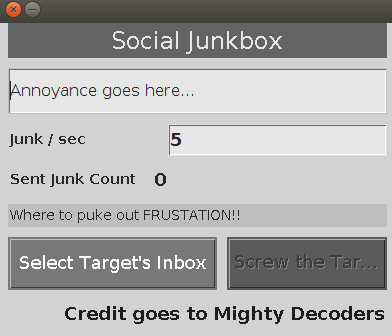 Social Junkbox
Annoyance goes here...
Junk / sec
5
Sent Junk Count 0
Where to puke out FRUSTATION!!
Select Target's Inbox
Screw the Tar...
Credit goes to Mighty Decoders